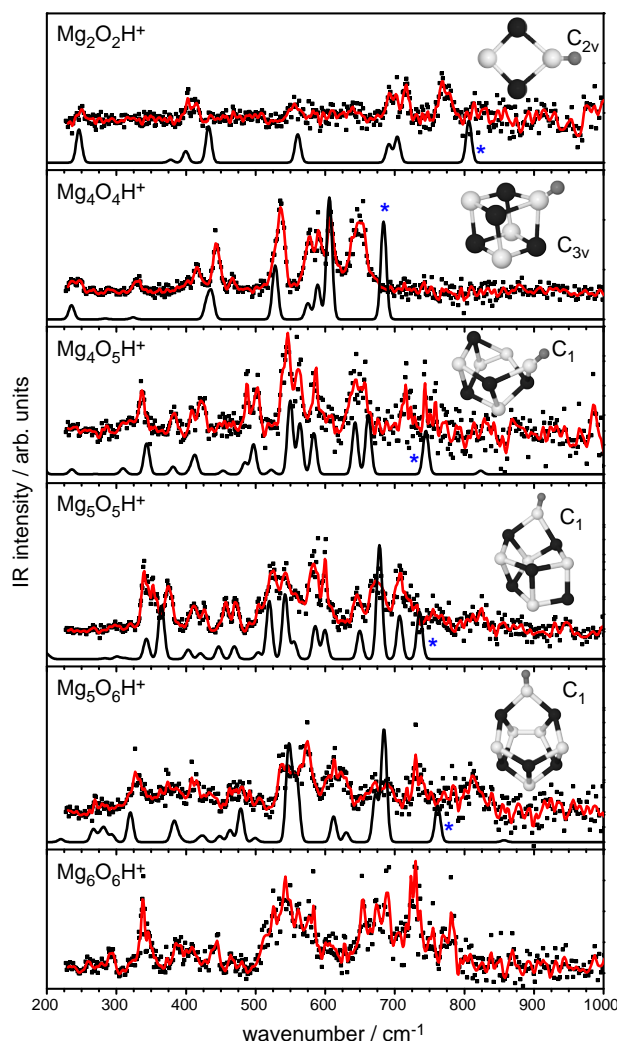 Mg₂O₂H⁺
C₂ᵥ
*
Mg₄O₄H⁺
*
C₃ᵥ
Mg₄O₅H⁺
C₁
*
Mg₅O₅H⁺
C₁
*
Mg₅O₆H⁺
C₁
*
Mg₆O₆H⁺
IR intensity / arb. units
200 300 400 500 600 700 800 900 1000
wavenumber / cm⁻¹